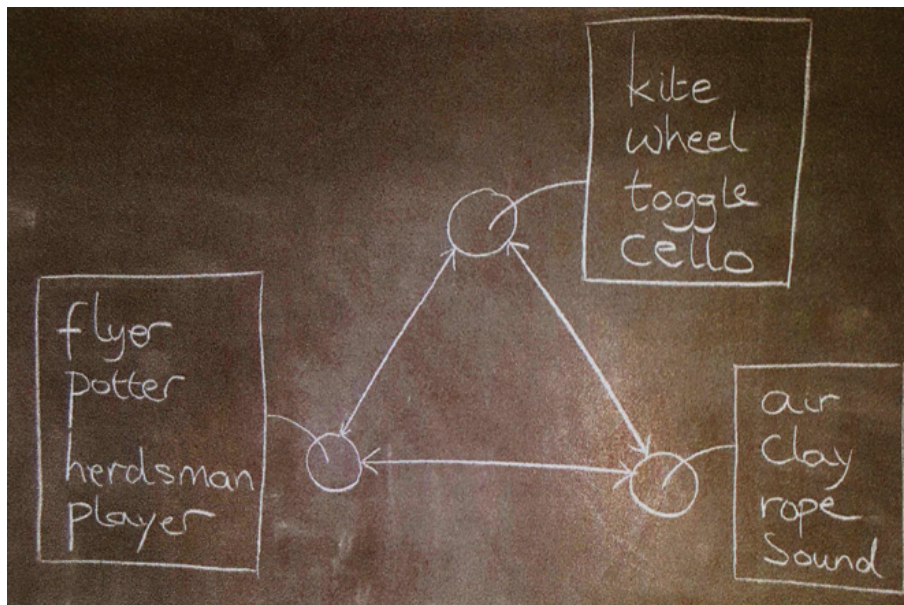 kite
wheel
toggle
cello
flyer
potter
herdsman
player
air
clay
rope
sound